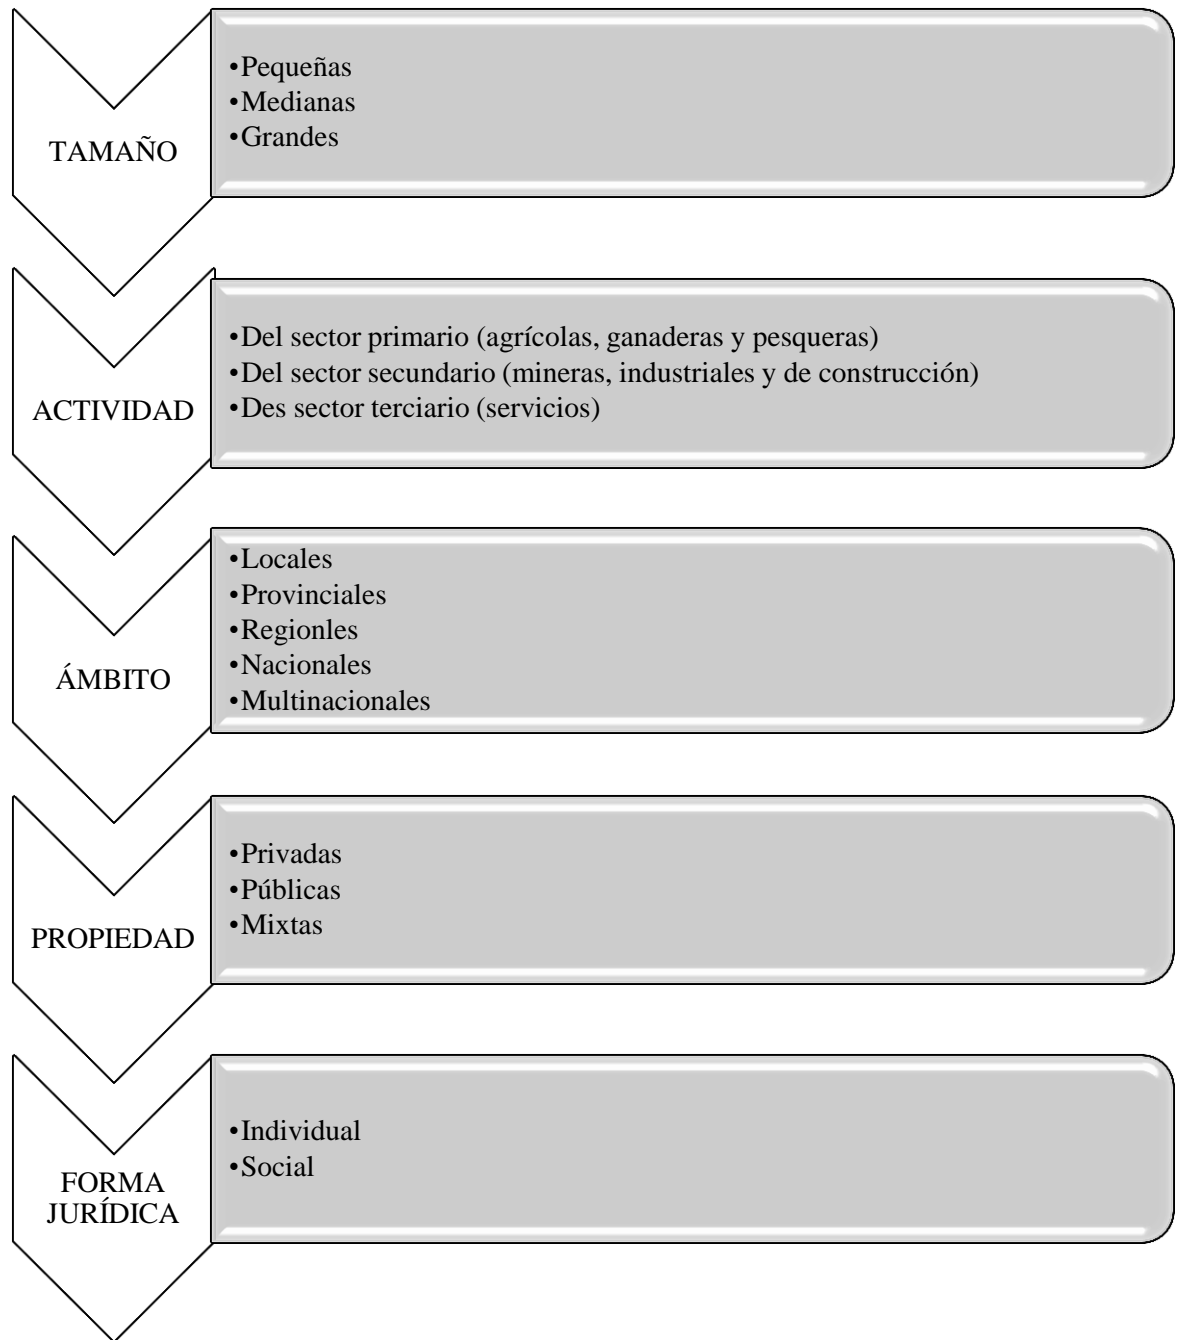 TAMAÑO
•Pequeñas
•Medianas
•Grandes
ACTIVIDAD
•Del sector primario (agrícolas, ganaderas y pesqueras)
•Del sector secundario (mineras, industriales y de construcción)
•Des sector terciario (servicios)
ÁMBITO
•Locales
•Provinciales
•Regionles
•Nacionales
•Multinacionales
PROPIEDAD
•Privadas
•Públicas
•Mixtas
FORMA
JURÍDICA
•Individual
•Social